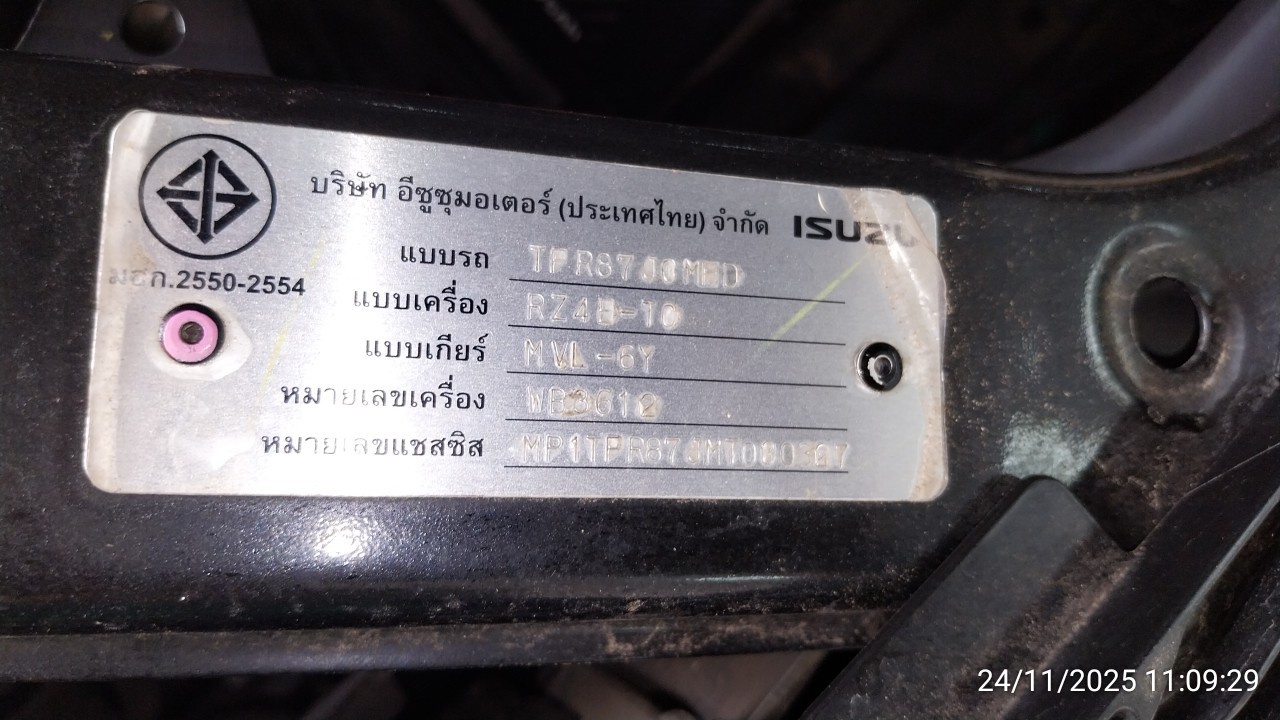 บริษัท อีซูซุมอเตอร์ (ประเทศไทย) จำกัด ISUZU
มอก.2550-2554
แบบรถ
แบบเครื่อง RZ4E-10
แบบเกียร์ MVL-6Y
หมายเลขเครื่อง
หมายเลขแชสซิส
24/11/2025 11:09:29